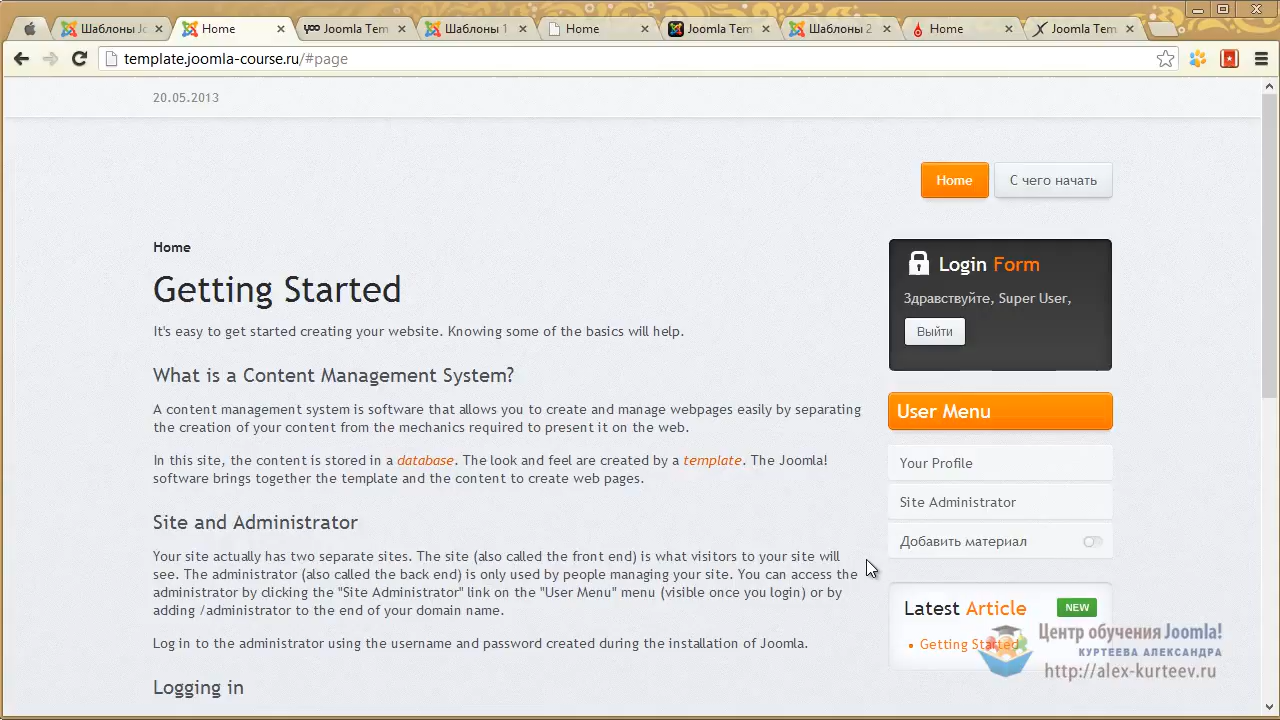 Шаблоны Jo
Home
Joomla Tem
Шаблоны 1
Home
Joomla Tem
Шаблоны 2
Home
Joomla Tem
template.joomla-course.ru/#page
20.05.2013
Home
С чего начать
Home
Getting Started
It's easy to get started creating your website. Knowing some of the basics will help.
What is a Content Management System?
A content management system is software that allows you to create and manage webpages easily by separating
the creation of your content from the mechanics required to present it on the web.
In this site, the content is stored in a database. The look and feel are created by a template. The Joomla!
software brings together the template and the content to create web pages.
Site and Administrator
Your site actually has two separate sites. The site (also called the front end) is what visitors to your site will
see. The administrator (also called the back end) is only used by people managing your site. You can access the
administrator by clicking the "Site Administrator" link on the "User Menu" menu (visible once you login) or by
adding /administrator to the end of your domain name.
Log in to the administrator using the username and password created during the installation of Joomla.
Logging in
Login Form
Здравствуйте, Super User,
Выйти
User Menu
Your Profile
Site Administrator
Добавить материал
Latest Article
NEW
Getting Started
Центр обучения Joomla!
КУРТЕЕВА АЛЕКСАНДРА
http://alex-kurteev.ru